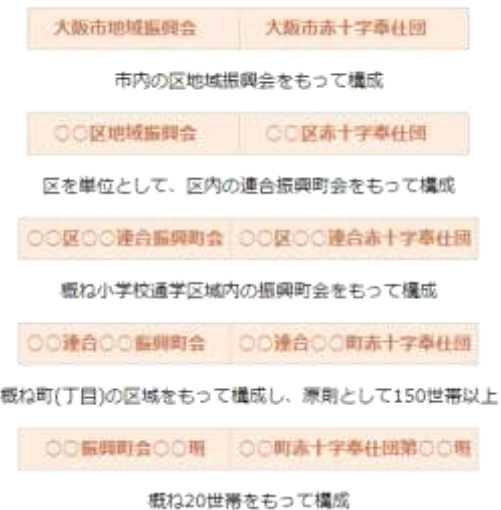 大阪市地域振興会 大阪市赤十字奉仕団
市内の区地域振興会をもって構成
○○区地域振興会 ○○区赤十字奉仕団
区を単位として、区内の連合振興町会をもって構成
○○区○○連合振興町会 ○○区○○連合赤十字奉仕団
概ね小学校通学区域内の振興町会をもって構成
○○連合○○振興町会 ○○連合○○町赤十字奉仕団
概ね町(丁目)の区域をもって構成し、原則として150世帯以上
○○振興町会○○班 ○○町赤十字奉仕団第○○班
概ね20世帯をもって構成